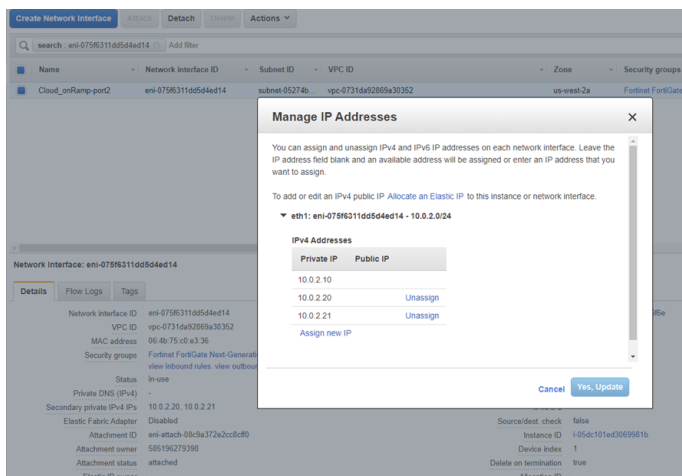 Create Network Interface Attach Detach Delete Actions
search : eni-075f6311dd5d4ed14 Add filter
Name Network interface ID Subnet ID VPC ID Zone Security groups
Cloud_onRamp-port2 eni-075f6311dd5d4ed14 subnet-05274b... vpc-0731da92869a30352 us-west-2a Fortinet FortiGate
Manage IP Addresses
You can assign and unassign IPv4 and IPv6 IP addresses on each network interface. Leave the
IP address field blank and an available address will be assigned or enter an IP address that you
want to assign.
To add or edit an IPv4 public IP Allocate an Elastic IP to this instance or network interface.
eth1: eni-075f6311dd5d4ed14 - 10.0.2.0/24
IPv4 Addresses
Private IP Public IP
10.0.2.10
10.0.2.20 Unassign
10.0.2.21 Unassign
Assign new IP
Cancel Yes, Update
Network Interface: eni-075f6311dd5d4ed14
Details Flow Logs Tags
Network interface ID eni-075f6311dd5d4ed14
VPC ID vpc-0731da92869a30352
MAC address 06:4b:75:c0:e3:36
Security groups Fortinet FortiGate Next-Generati
view inbound rules. view outbour
Status in-use
Private DNS (IPv4) -
Secondary private IPv4 IPs 10.0.2.20, 10.0.2.21
Elastic Fabric Adapter Disabled
Source/dest. check false
Attachment ID eni-attach-08c9a372e2cc8cff0
Instance ID i-05dc101ed3069981b
Attachment owner 585196279398
Device index 1
Attachment status attached
Delete on termination true